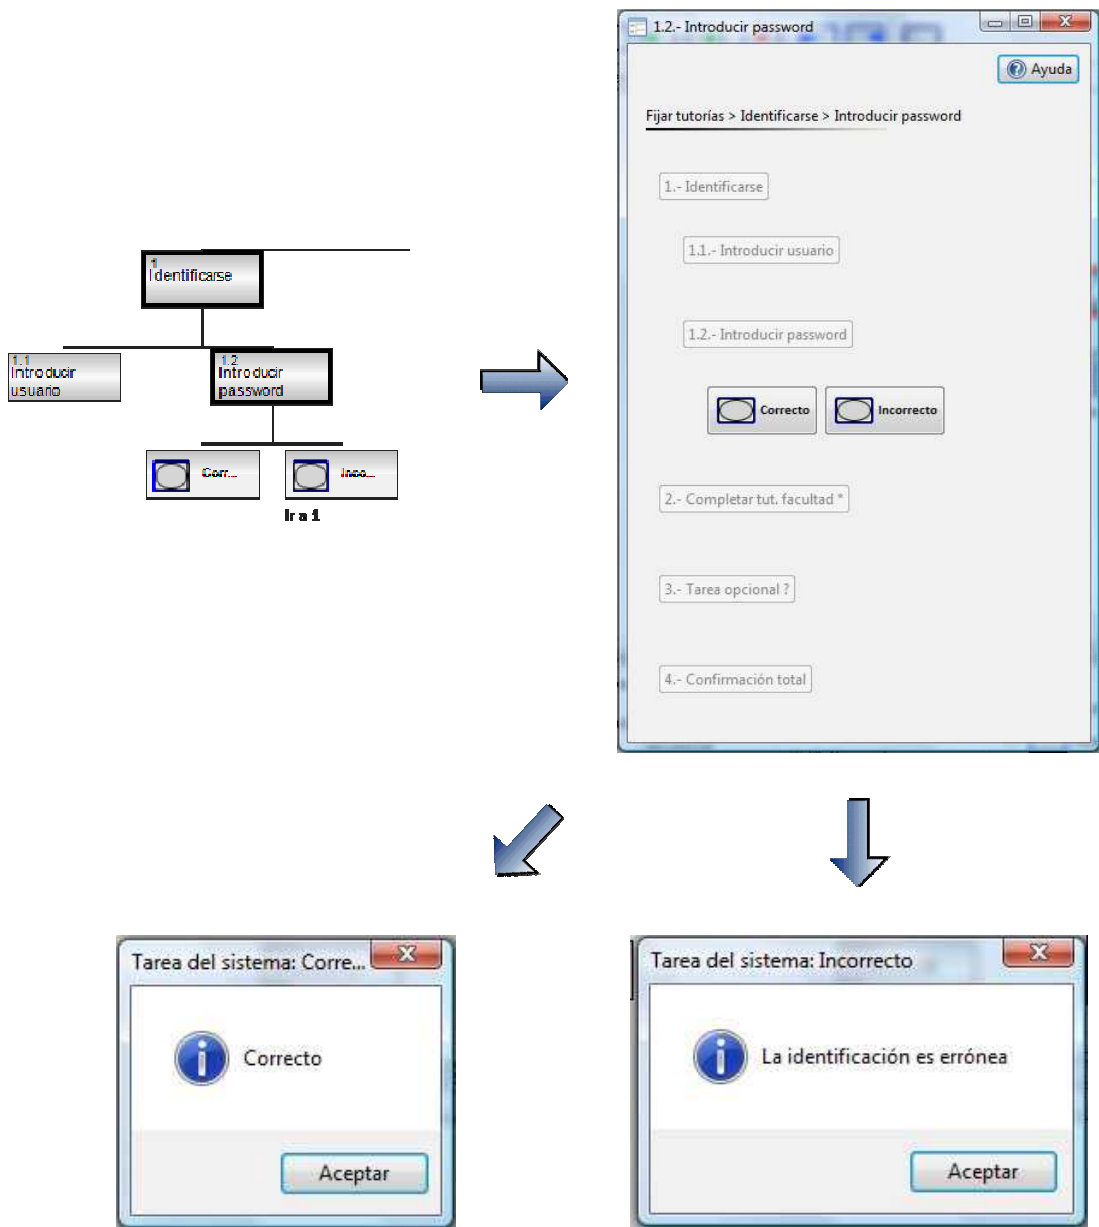 1
Identificarse
1.1
Introducir
usuario
1.2
Introducir
password
Corr...
Inco...
Ir a 1
1.2.- Introducir password
Ayuda
Fijar tutorías > Identificarse > Introducir password
1.- Identificarse
1.1.- Introducir usuario
1.2.- Introducir password
Correcto
Incorrecto
2.- Completar tut. facultad *
3.- Tarea opcional ?
4.- Confirmación total
Tarea del sistema: Corre...
Correcto
Aceptar
Tarea del sistema: Incorrecto
La identificación es errónea
Aceptar